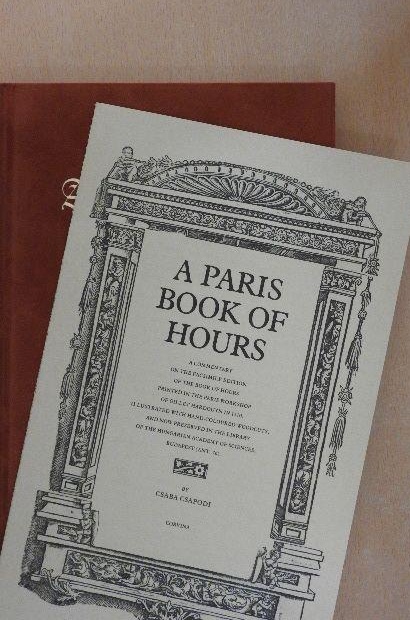 A PARIS
BOOK OF
HOURS
A COMMENTARY
ON THE FACSIMILE EDITION
OF THE BOOK OF HOURS
PRINTED IN THE PARIS WORKSHOP
OF GILLET HARDOUYN IN
ILLUSTRATED WITH HAND-COLOURED WOODCUTS,
AND NOW PRESERVED IN THE LIBRARY
OF THE HUNGARIAN ACADEMY OF SCIENCES,
BUDAPEST (ANT.
BY
CSABA CSAPODI
CORVINA